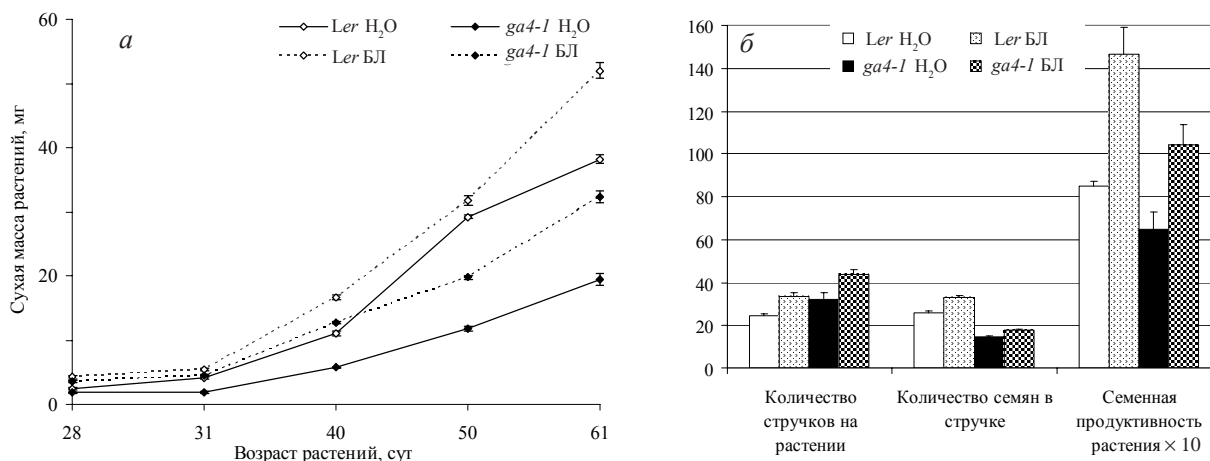 а
Ler H₂O
ga4-1 H₂O
Ler БЛ
ga4-1 БЛ
Сухая масса растений, мг
60
40
20
0
28 31 40 50 61
Возраст растений, сут
б
Ler H₂O
Ler БЛ
ga4-1 H₂O
ga4-1 БЛ
160
140
120
100
80
60
40
20
0
Количество
стручков на
растении
Количество семян в
стручке
Семенная
продуктивность
растения × 10